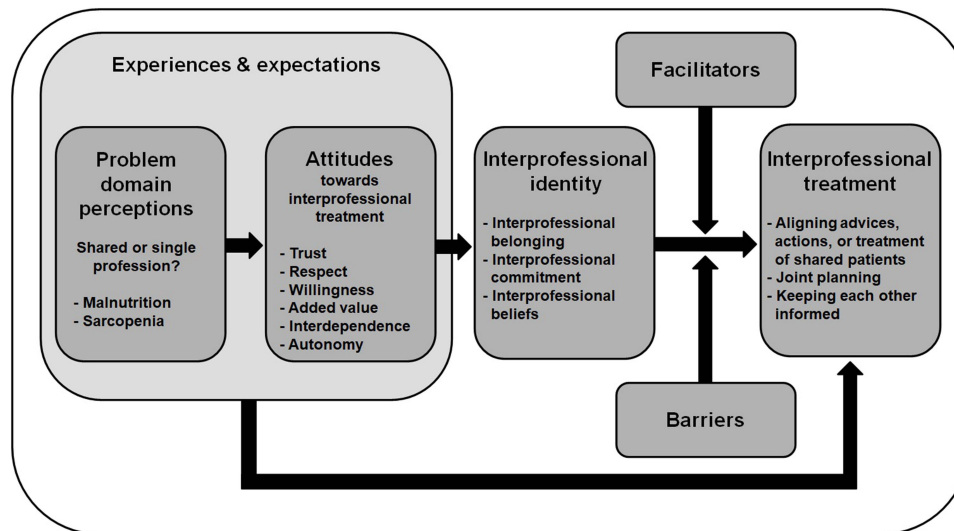 Experiences & expectations
Problem
domain
perceptions
Shared or single
profession?
- Malnutrition
- Sarcopenia
Attitudes
towards
interprofessional
treatment
- Trust
- Respect
- Willingness
- Added value
- Interdependence
- Autonomy
Interprofessional
identity
- Interprofessional
belonging
- Interprofessional
commitment
- Interprofessional
beliefs
Facilitators
Barriers
Interprofessional
treatment
- Aligning advices,
actions, or treatment
of shared patients
- Joint planning
- Keeping each other
informed